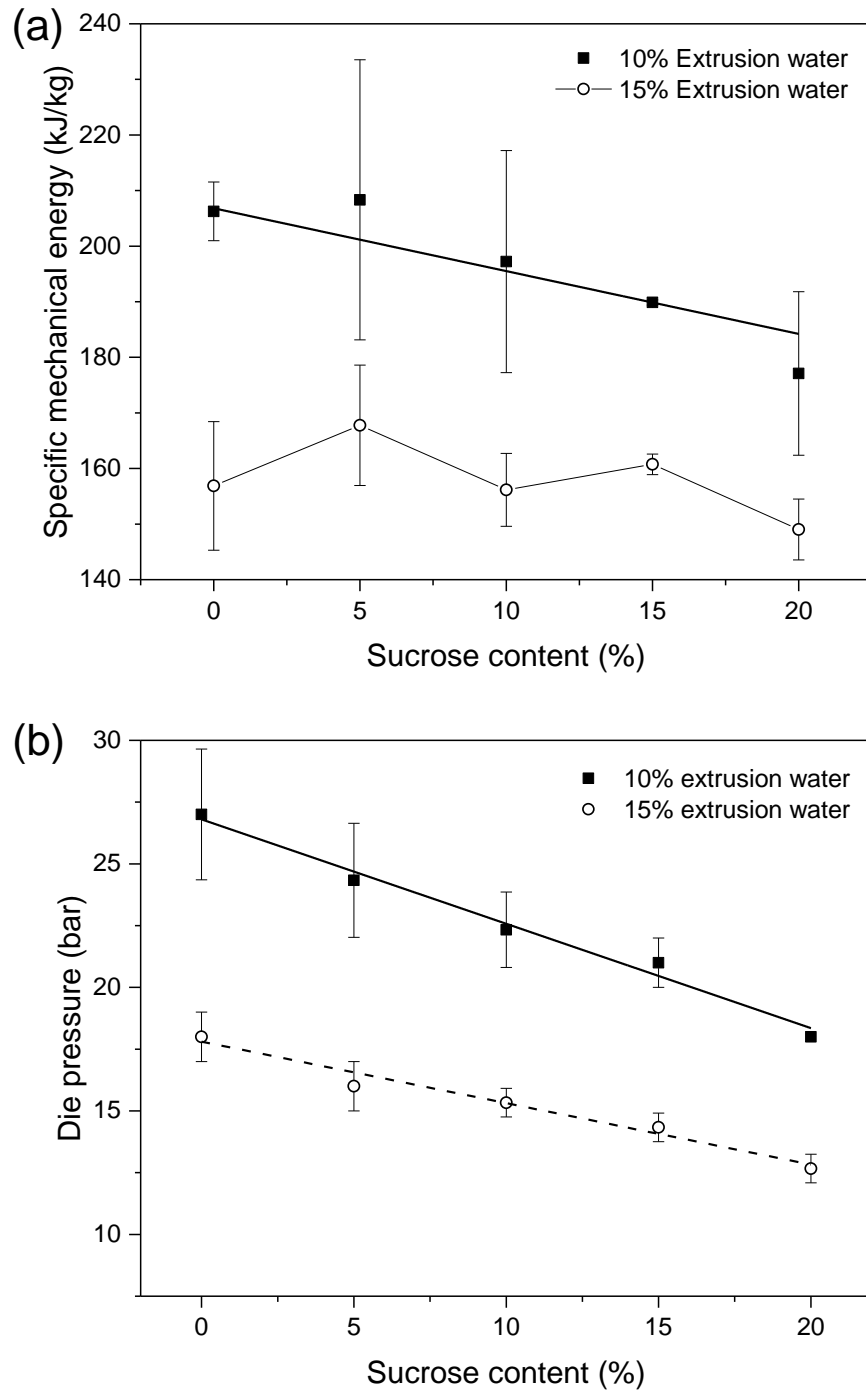 (a)
240
220
200
180
160
140
Specific mechanical energy (kJ/kg)
10% Extrusion water
15% Extrusion water
0 5 10 15 20
Sucrose content (%)
(b)
30
25
20
15
10
Die pressure (bar)
10% extrusion water
15% extrusion water
0 5 10 15 20
Sucrose content (%)